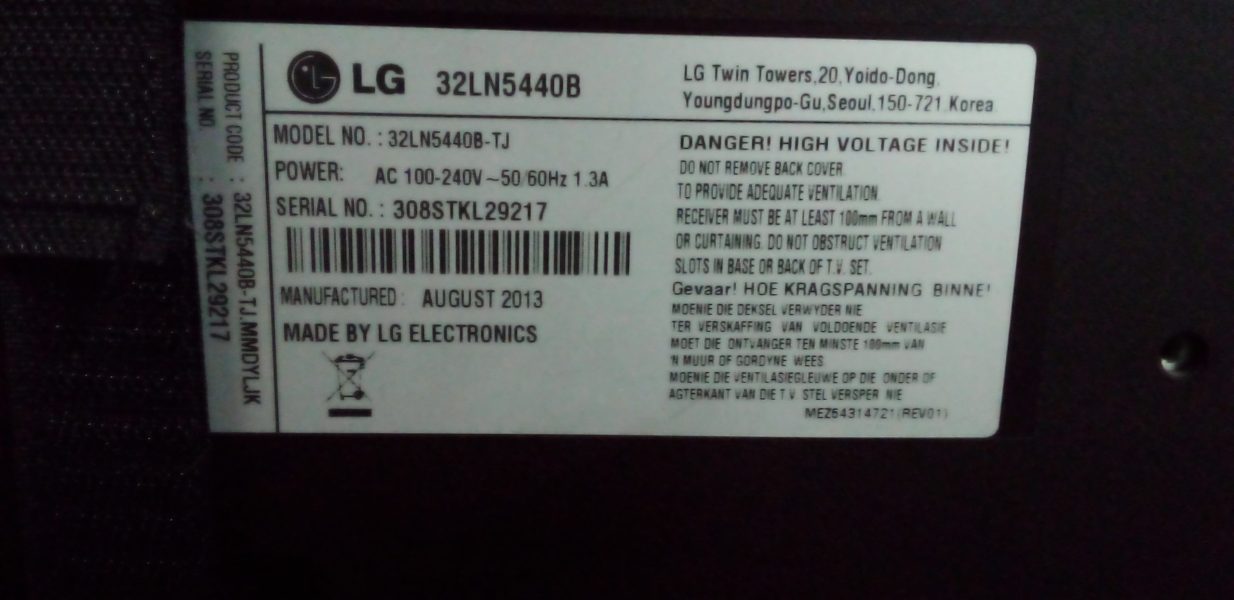 LG 32LN5440B
LG Twin Towers,20,Yoido-Dong,
Youngdungpo-Gu,Seoul,150-721,Korea
MODEL NO. : 32LN5440B-TJ
POWER: AC 100-240V ~ 50/60Hz 1.3A
SERIAL NO. : 308STKL29217
MANUFACTURED : AUGUST 2013
MADE BY LG ELECTRONICS
DANGER! HIGH VOLTAGE INSIDE!
DO NOT REMOVE BACK COVER.
TO PROVIDE ADEQUATE VENTILATION.
RECEIVER MUST BE AT LEAST 100mm FROM A WALL
OR CURTAINING. DO NOT OBSTRUCT VENTILATION
SLOTS IN BASE OR BACK OF T.V. SET.
Gevaar! HOE KRAGSPANNING BINNE!
MOENIE DIE DEKSEL VERWYDER NIE
TER VERSKAFFING VAN VOLDOENDE VENTILASIE
MOET DIE ONTVANGER TEN MINSTE 100mm VAN
'N MUUR OF GORDYNE WEES
MOENIE DIE VENTILASIEGLEUWE OP DIE ONDER OF
AGTERKANT VAN DIE T.V. STEL VERSPER NIE
MEZ64314721(REV01)
PRODUCT CODE : 32LN5440B-TJ.MMDYLJK
SERIAL NO. : 308STKL29217